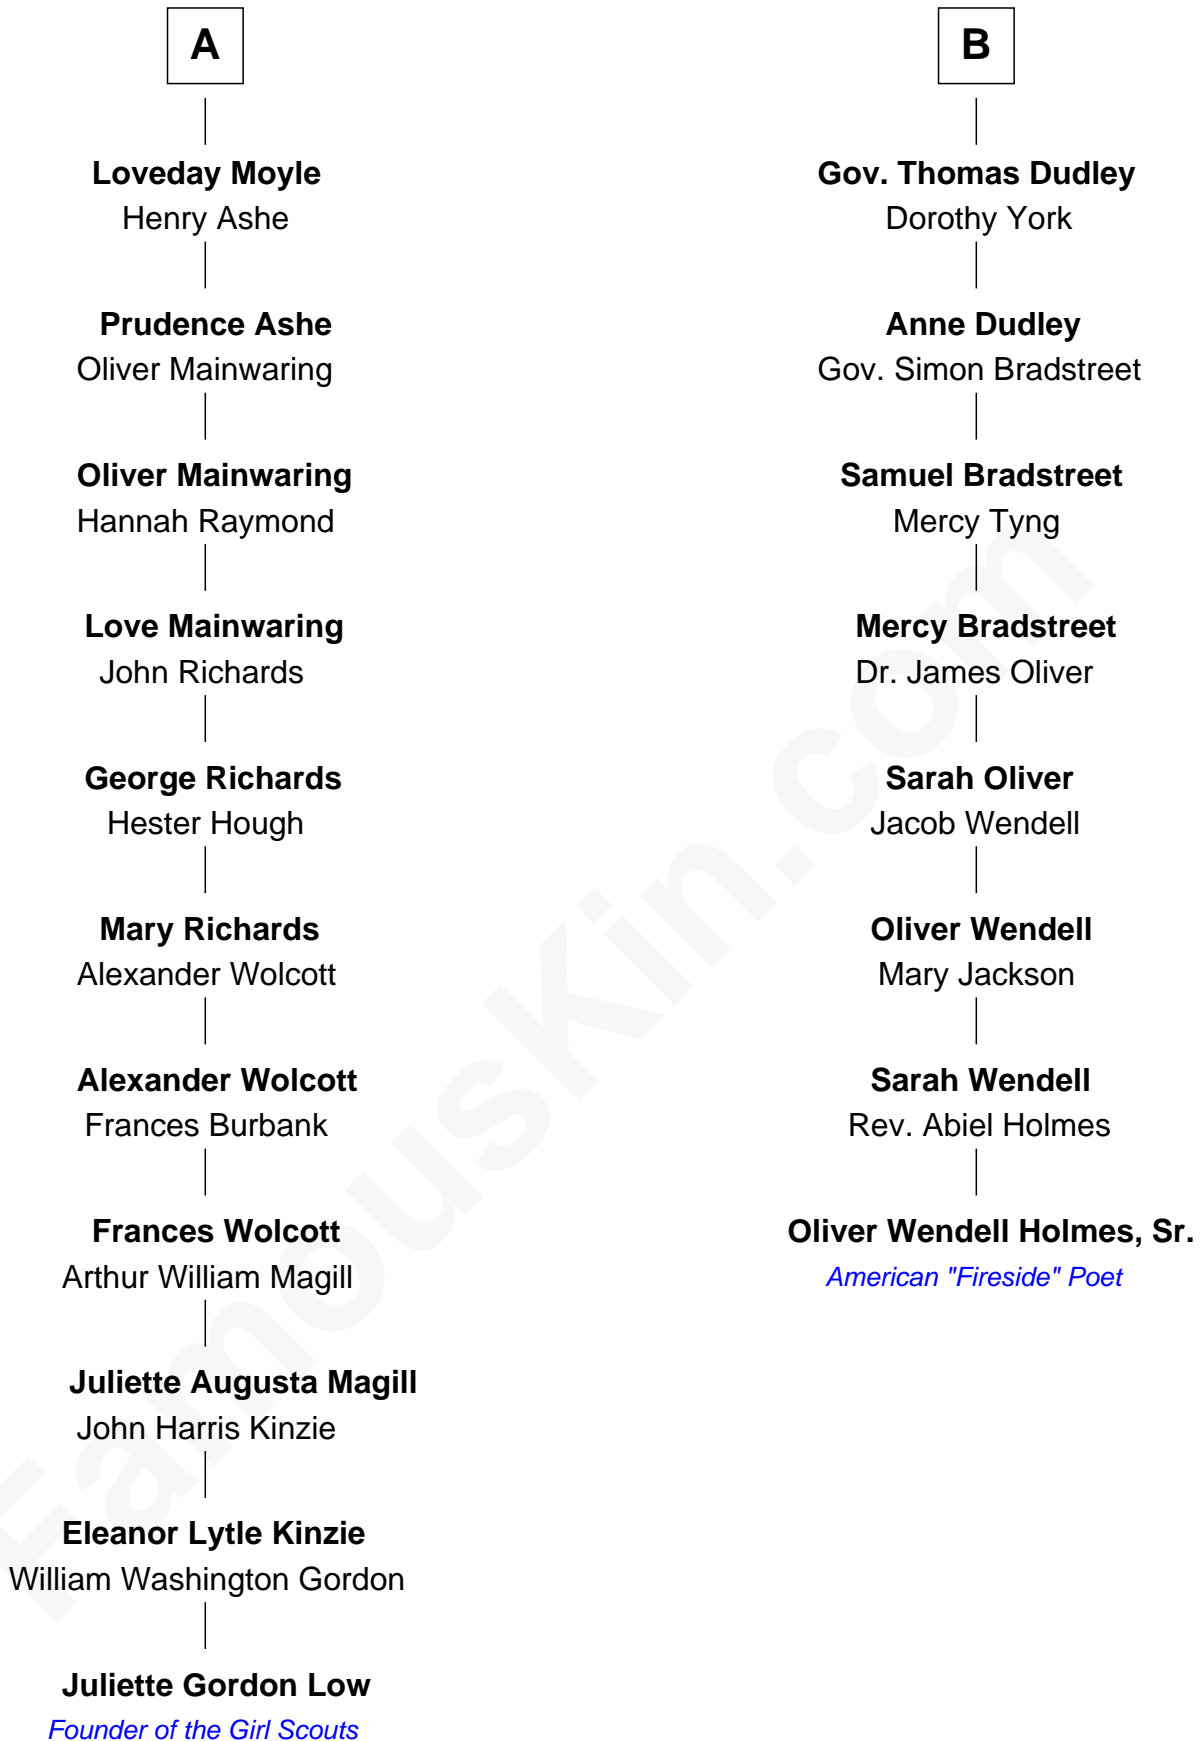 A
Loveday Moyle
Henry Ashe
Prudence Ashe
Oliver Mainwaring
Oliver Mainwaring
Hannah Raymond
Love Mainwaring
John Richards
George Richards
Hester Hough
Mary Richards
Alexander Wolcott
Alexander Wolcott
Frances Burbank
Frances Wolcott
Arthur William Magill
Juliette Augusta Magill
John Harris Kinzie
Eleanor Lytle Kinzie
William Washington Gordon
Juliette Gordon Low
Founder of the Girl Scouts
B
Gov. Thomas Dudley
Dorothy York
Anne Dudley
Gov. Simon Bradstreet
Samuel Bradstreet
Mercy Tyng
Mercy Bradstreet
Dr. James Oliver
Sarah Oliver
Jacob Wendell
Oliver Wendell
Mary Jackson
Sarah Wendell
Rev. Abiel Holmes
Oliver Wendell Holmes, Sr.
American "Fireside" Poet
FamousKin.com